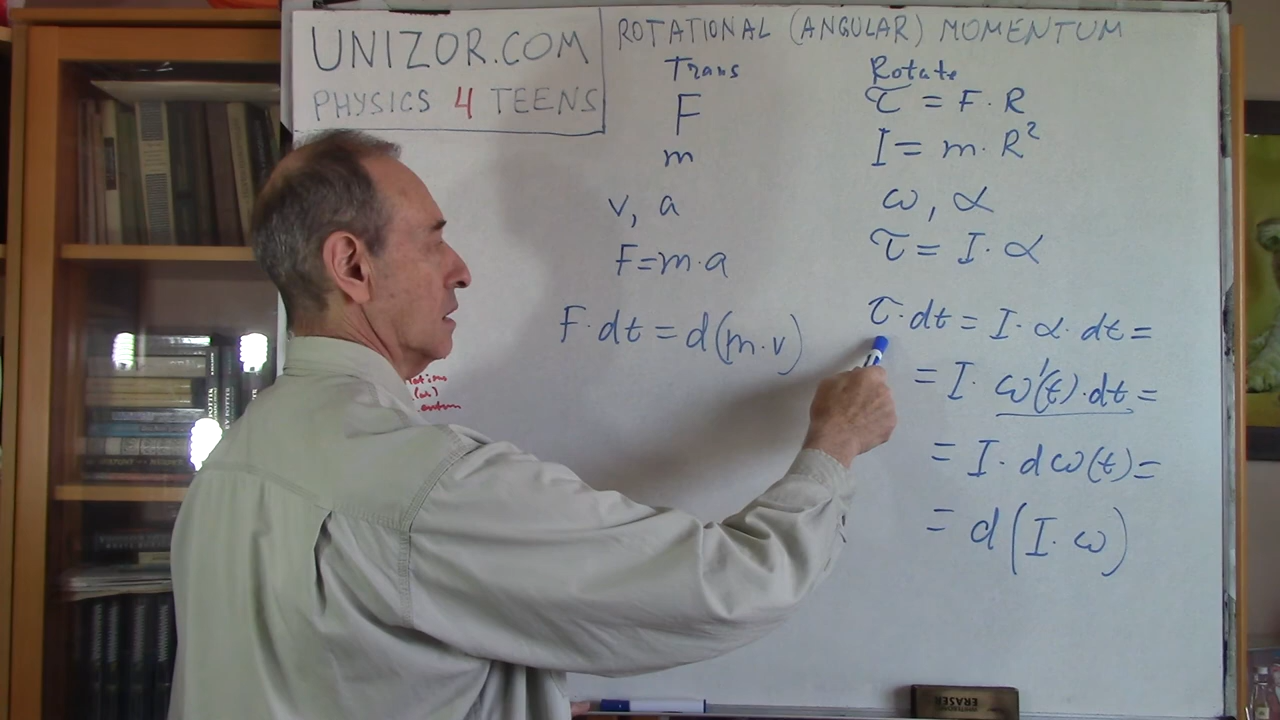 UNIZOR.COM
PHYSICS 4 TEENS
ROTATIONAL (ANGULAR) MOMENTUM
Trans
F
m
v, a
F=m·a
F·dt = d(m·v)
Rotate
τ = F·R
I = m·R²
ω, α
τ = I·α
τ·dt = I·α·dt =
= I·ω'(t)·dt =
= I·dω(t) =
= d(I·ω)
ERASER